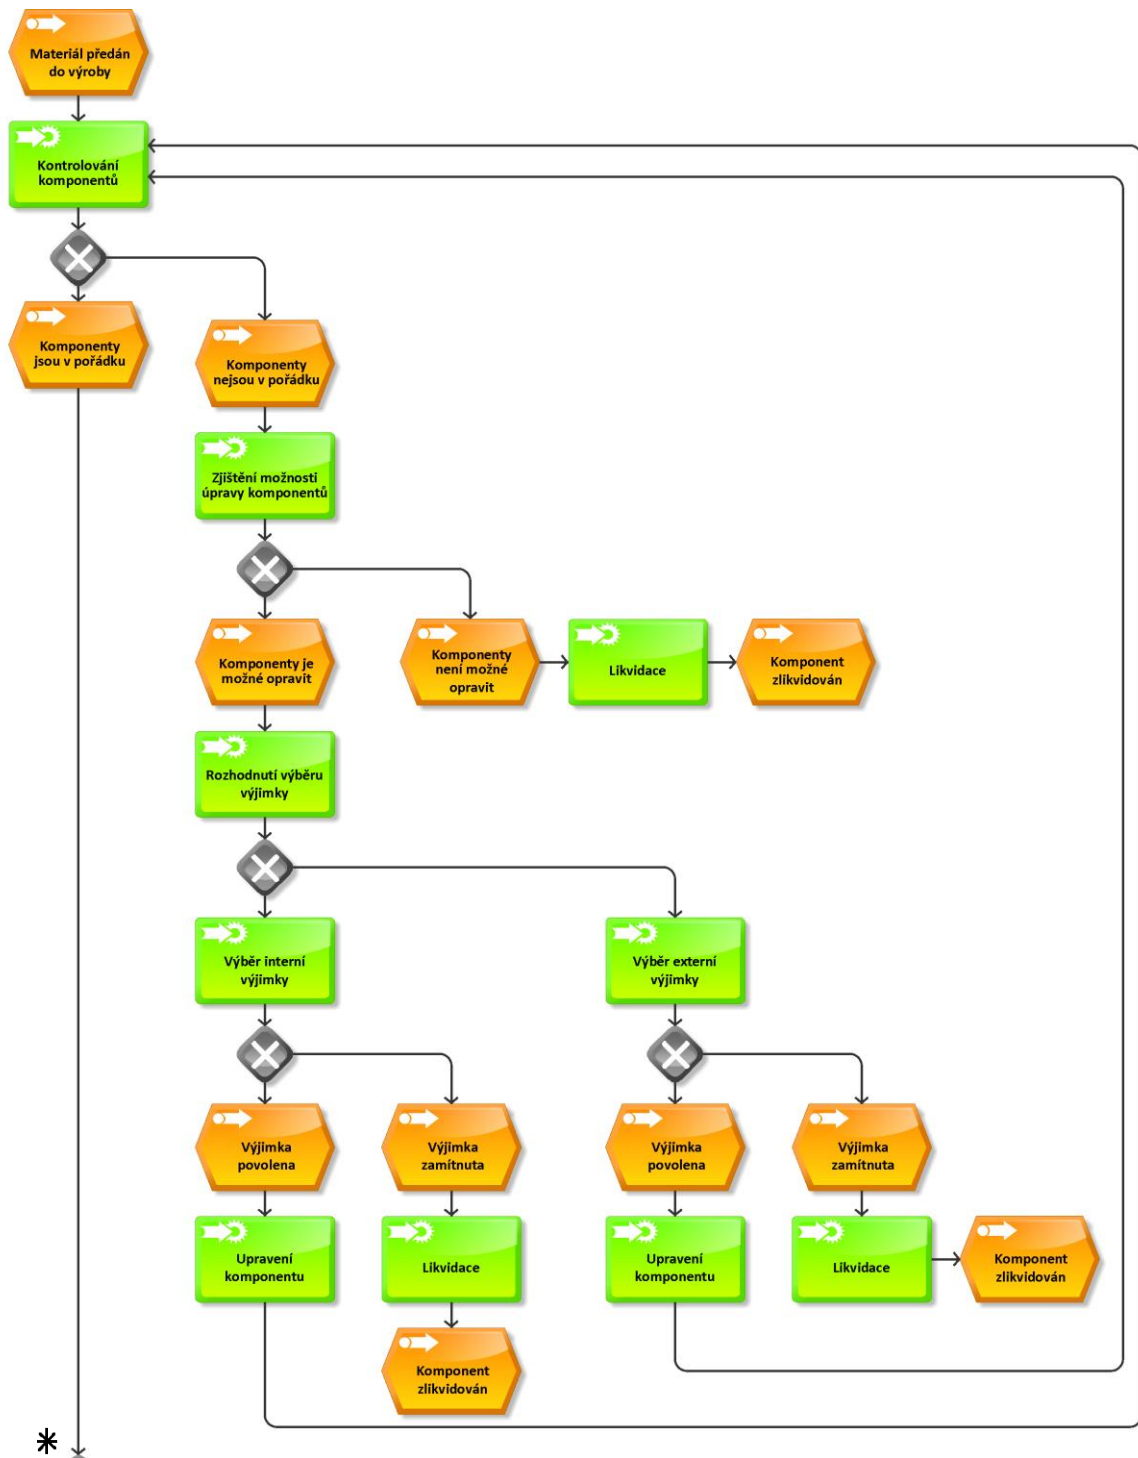 Materiál předán
do výroby
Kontrolování
komponentů
Komponenty
jsou v pořádku
Komponenty
nejsou v pořádku
Zjištění možnosti
úpravy komponentů
Komponenty je
možné opravit
Komponenty
není možné
opravit
Likvidace
Komponent
zlikvidován
Rozhodnutí výběru
výjimky
Výběr interní
výjimky
Výběr externí
výjimky
Výjimka
povolena
Výjimka
zamítnuta
Výjimka
povolena
Výjimka
zamítnuta
Upravení
komponentu
Likvidace
Upravení
komponentu
Likvidace
Komponent
zlikvidován
Komponent
zlikvidován
*